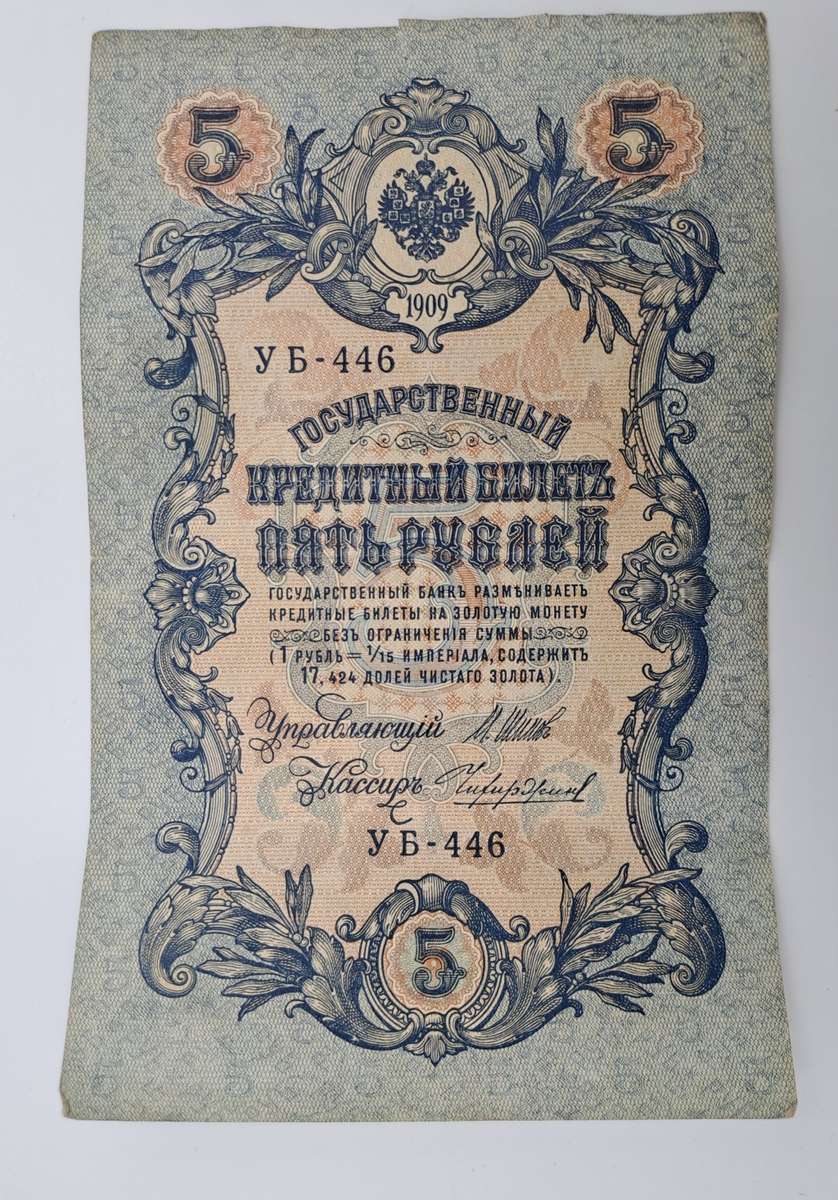 5 5
1909
УБ-446
ГОСУДАРСТВЕННЫЙ
КРЕДИТНЫЙ БИЛЕТЪ
ПЯТЬ РУБЛЕЙ
ГОСУДАРСТВЕННЫЙ БАНКЪ РАЗМѢНИВАЕТЪ
КРЕДИТНЫЕ БИЛЕТЫ НА ЗОЛОТУЮ МОНЕТУ
БЕЗЪ ОГРАНИЧЕНІЯ СУММЫ
(1 РУБЛЬ = 1/15 ИМПЕРІАЛА, СОДЕРЖИТЪ
17,424 ДОЛЕЙ ЧИСТАГО ЗОЛОТА).
Управляющій
Кассиръ
УБ-446
5